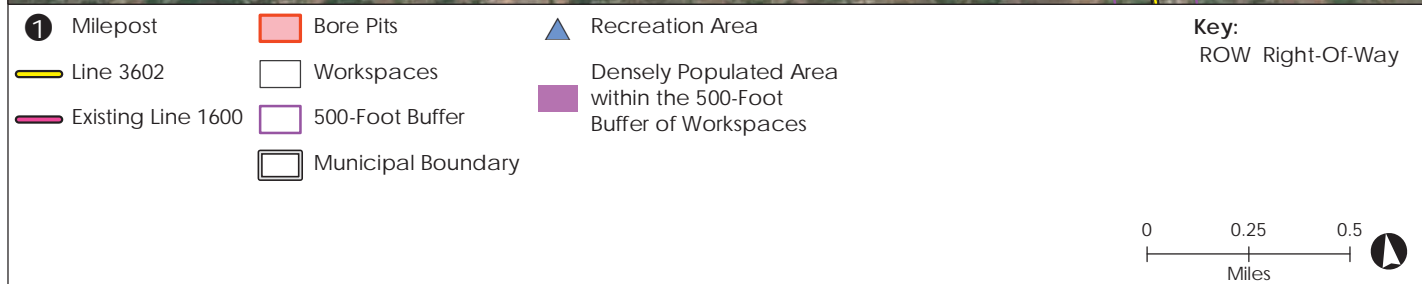 1 Milepost
Line 3602
Existing Line 1600
Bore Pits
Workspaces
500-Foot Buffer
Municipal Boundary
Recreation Area
Densely Populated Area
within the 500-Foot
Buffer of Workspaces
Key:
ROW Right-Of-Way
0 0.25 0.5
Miles